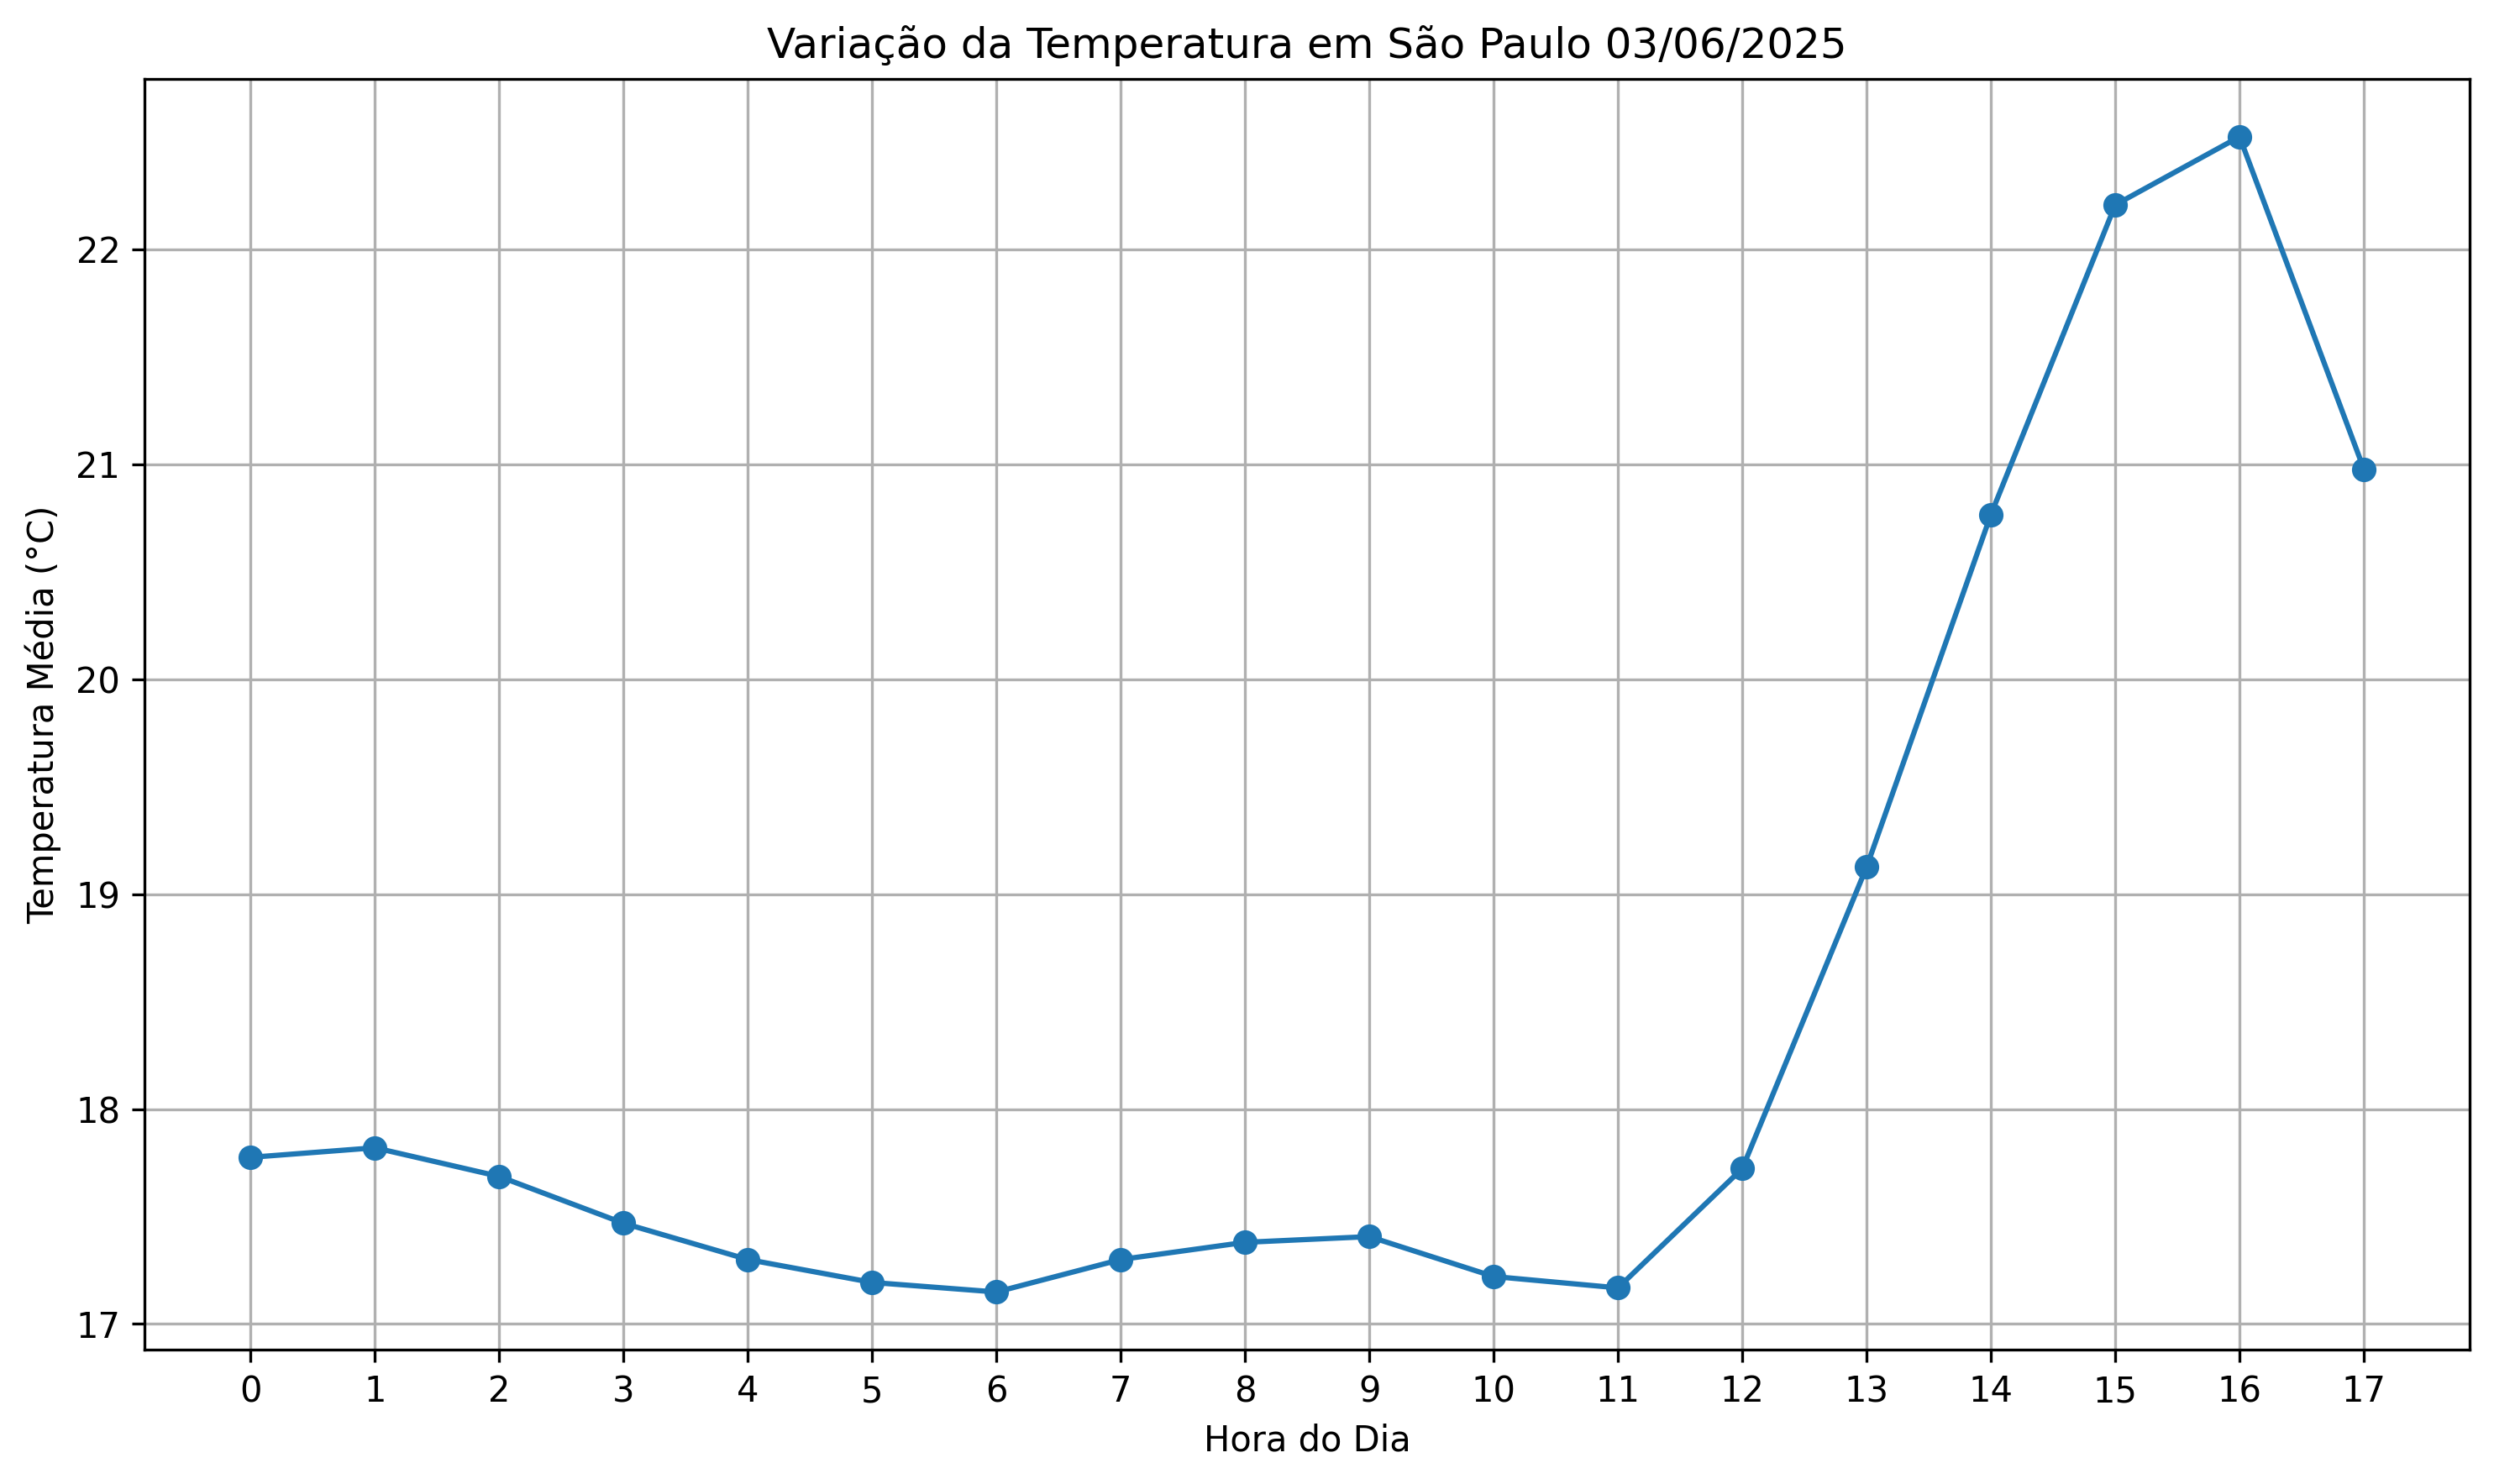 Variação da Temperatura em São Paulo 03/06/2025
Temperatura Média (°C)
22
21
20
19
18
17
0 1 2 3 4 5 6 7 8 9 10 11 12 13 14 15 16 17
Hora do Dia